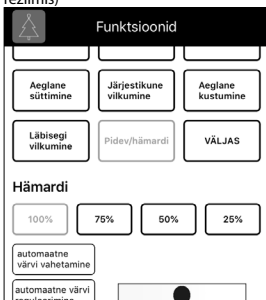 režiimis)
Funktsioonid
Aeglane Järjestikune Aeglane
süttimine vilkumine kustumine
Läbisegi Pidev/hämardi VÄLJAS
vilkumine
Hämardi
100% 75% 50% 25%
automaatne
värvi vahetamine
automaatne värvi